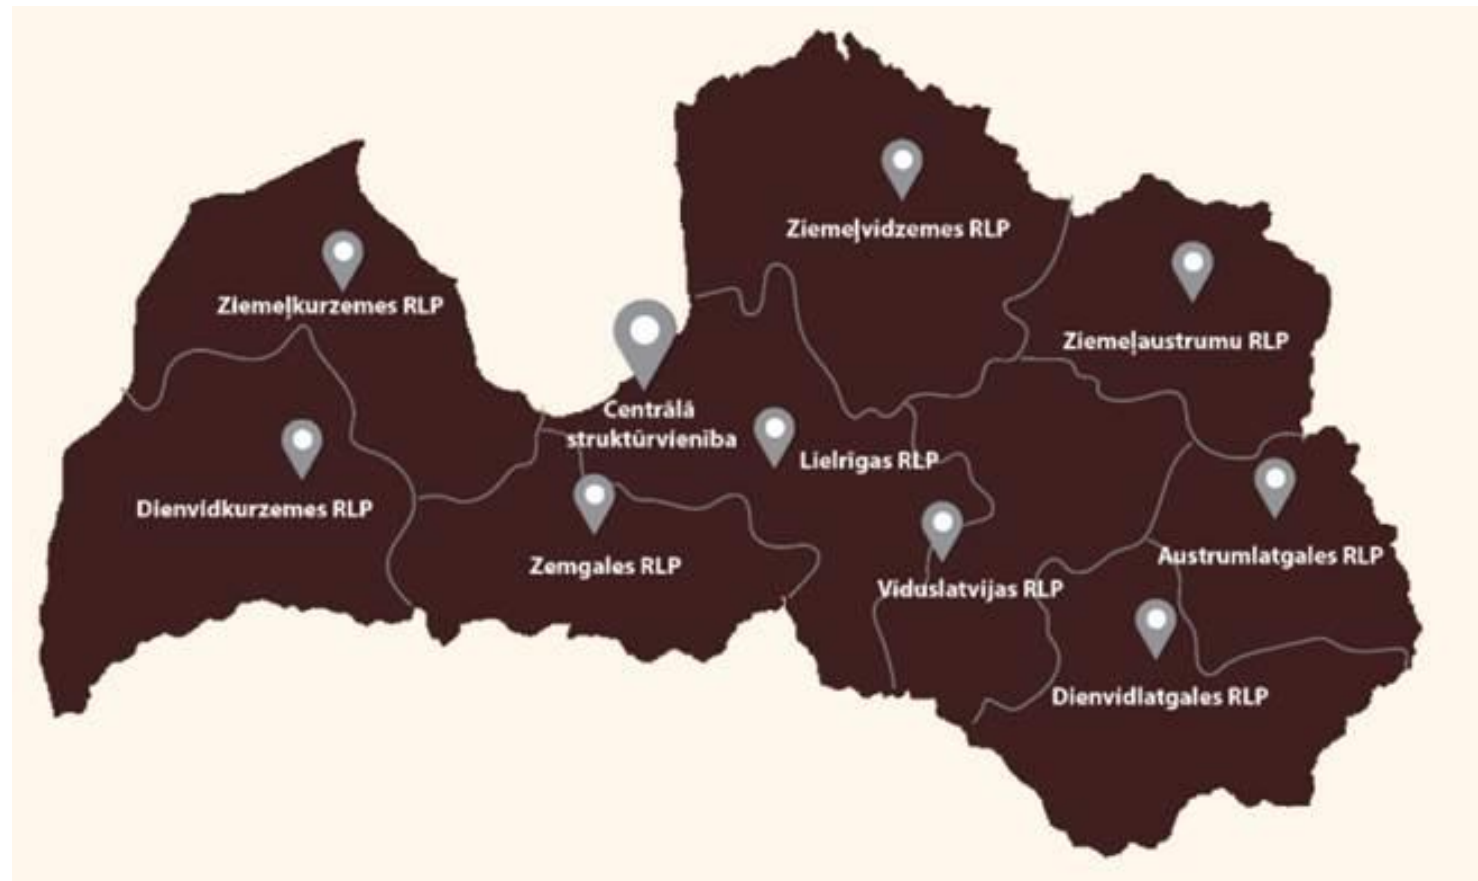 Ziemeļvidzemes RLP
Ziemeļkurzemes RLP
Ziemeļaustrumu RLP
Centrālā
struktūrvienība
Lielrīgas RLP
Dienvidkurzemes RLP
Zemgales RLP
Austrumlatgales RLP
Viduslatvijas RLP
Dienvidlatgales RLP